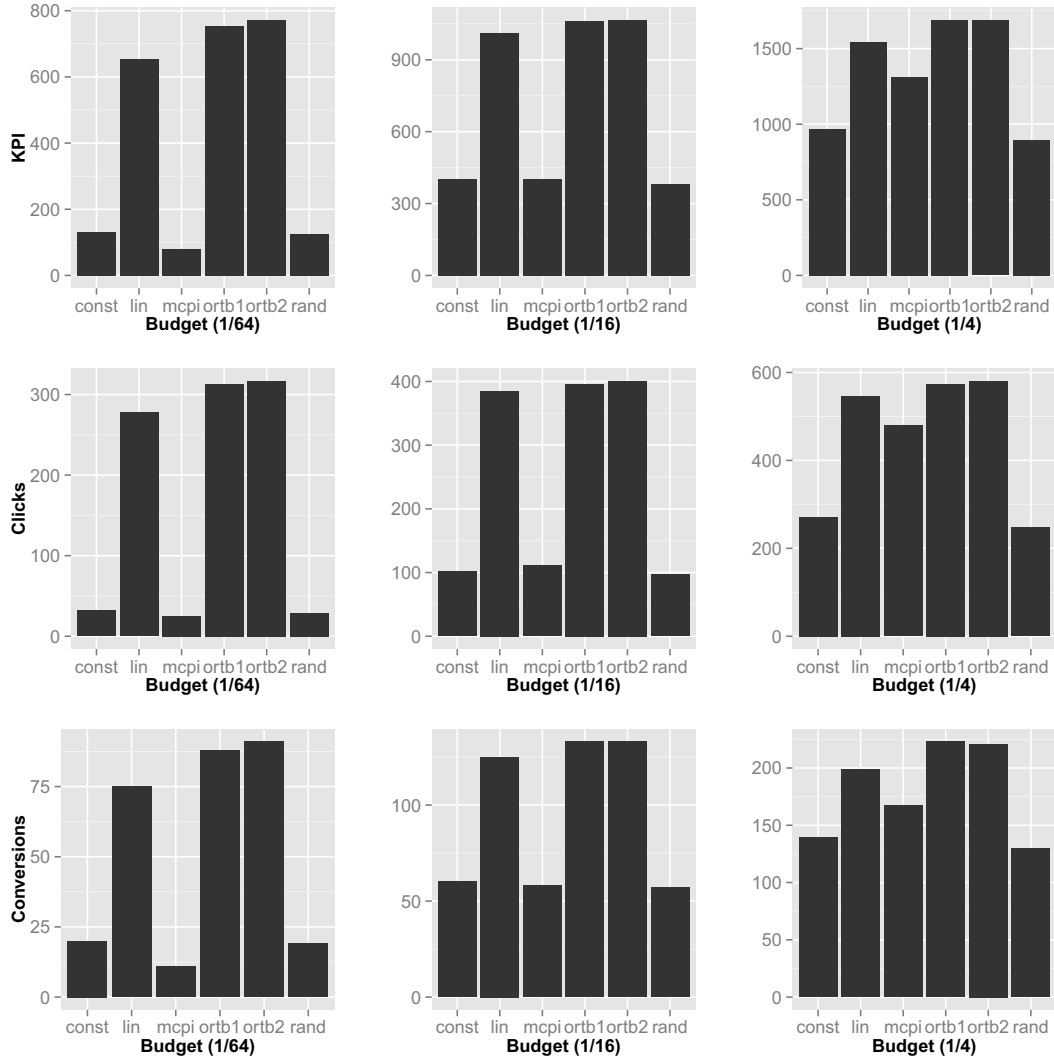 800
600
400
200
0
KPI
const lin mcpi ortb1 ortb2 rand
Budget (1/64)
900
600
300
0
const lin mcpi ortb1 ortb2 rand
Budget (1/16)
1500
1000
500
0
const lin mcpi ortb1 ortb2 rand
Budget (1/4)
300
200
100
0
Clicks
const lin mcpi ortb1 ortb2 rand
Budget (1/64)
400
300
200
100
0
const lin mcpi ortb1 ortb2 rand
Budget (1/16)
600
400
200
0
const lin mcpi ortb1 ortb2 rand
Budget (1/4)
75
50
25
0
Conversions
const lin mcpi ortb1 ortb2 rand
Budget (1/64)
100
50
0
const lin mcpi ortb1 ortb2 rand
Budget (1/16)
200
150
100
50
0
const lin mcpi ortb1 ortb2 rand
Budget (1/4)